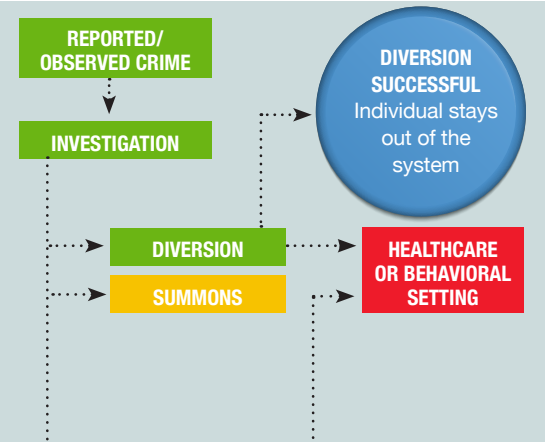 REPORTED/
OBSERVED CRIME
INVESTIGATION
DIVERSION
SUCCESSFUL
Individual stays
out of the
system
DIVERSION
SUMMONS
HEALTHCARE
OR BEHAVIORAL
SETTING